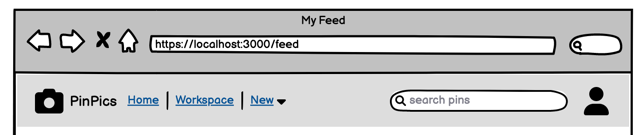 My Feed
https://localhost:3000/feed
PinPics Home Workspace New search pins